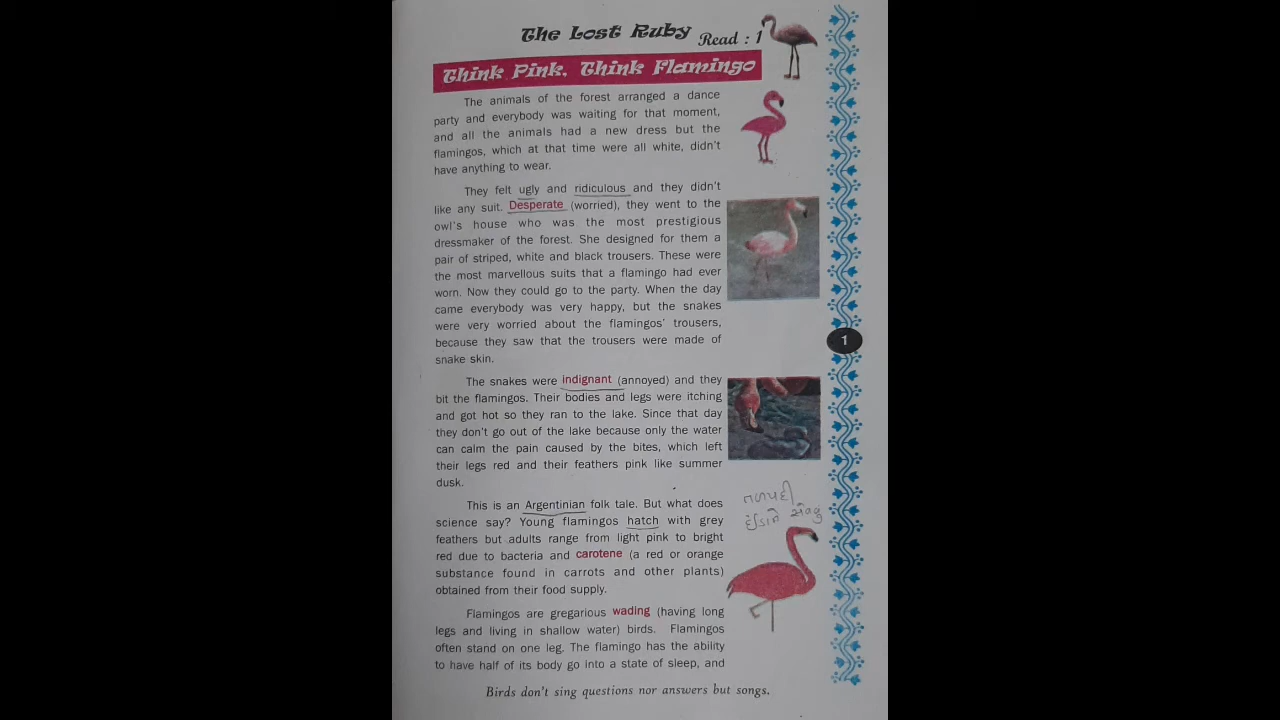 The Lost Ruby
Read : 1
Think Pink, Think Flamingo
The animals of the forest arranged a dance
party and everybody was waiting for that moment,
and all the animals had a new dress but the
flamingos, which at that time were all white, didn't
have anything to wear.
They felt ugly and ridiculous and they didn't
like any suit. Desperate (worried), they went to the
owl's house who was the most prestigious
dressmaker of the forest. She designed for them a
pair of striped, white and black trousers. These were
the most marvellous suits that a flamingo had ever
worn. Now they could go to the party. When the day
came everybody was very happy, but the snakes
were very worried about the flamingos' trousers,
because they saw that the trousers were made of
snake skin.
1
The snakes were indignant (annoyed) and they
bit the flamingos. Their bodies and legs were itching
and got hot so they ran to the lake. Since that day
they don't go out of the lake because only the water
can calm the pain caused by the bites, which left
their legs red and their feathers pink like summer
dusk.
This is an Argentinian folk tale. But what does
science say? Young flamingos hatch with grey
feathers but adults range from light pink to bright
red due to bacteria and carotene (a red or orange
substance found in carrots and other plants)
obtained from their food supply.
Flamingos are gregarious wading (having long
legs and living in shallow water) birds. Flamingos
often stand on one leg. The flamingo has the ability
to have half of its body go into a state of sleep, and
Birds don't sing questions nor answers but songs.